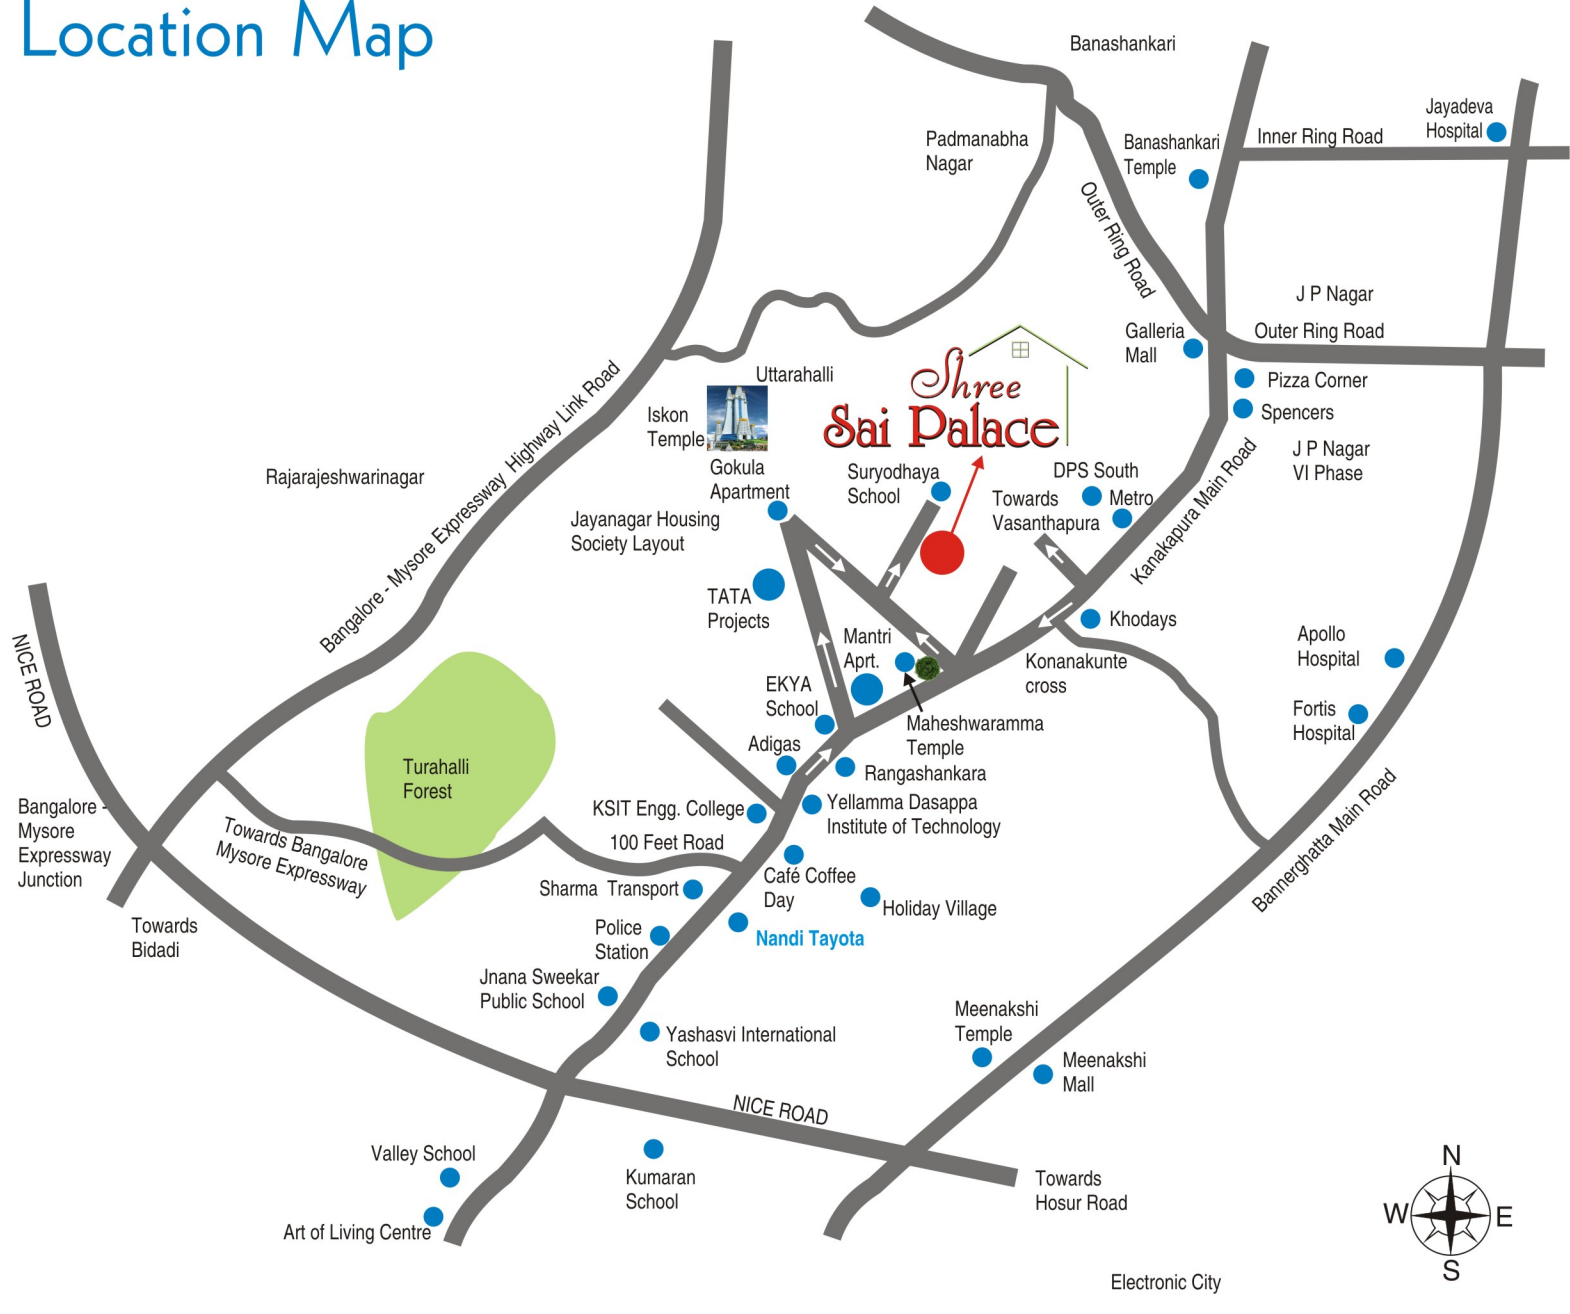 Location Map
Banashankari
Jayadeva
Hospital
Inner Ring Road
Padmanabha
Nagar
Banashankari
Temple
Outer Ring Road
J P Nagar
Outer Ring Road
Galleria
Mall
Pizza Corner
Spencers
J P Nagar
VI Phase
Uttarahalli
Iskon
Temple
Shree
Sai Palace
Gokula
Apartment
Suryodhaya
School
DPS South
Metro
Towards
Vasanthapura
Kanakapura Main Road
Rajarajeshwarinagar
Bangalore - Mysore Expressway Highway Link Road
Jayanagar Housing
Society Layout
TATA
Projects
Mantri
Aprt.
Khodays
Konanakunte
cross
Apollo
Hospital
Fortis
Hospital
NICE ROAD
EKYA
School
Maheshwaramma
Temple
Adigas
Rangashankara
Turahalli
Forest
KSIT Engg. College
Yellamma Dasappa
Institute of Technology
100 Feet Road
Bangalore -
Mysore
Expressway
Junction
Towards Bangalore
Mysore Expressway
Café Coffee
Day
Sharma Transport
Holiday Village
Bannerghatta Main Road
Towards
Bidadi
Police
Station
Nandi Tayota
Jnana Sweekar
Public School
Yashasvi International
School
Meenakshi
Temple
Meenakshi
Mall
NICE ROAD
Valley School
Kumaran
School
Towards
Hosur Road
Art of Living Centre
N
W
E
S
Electronic City